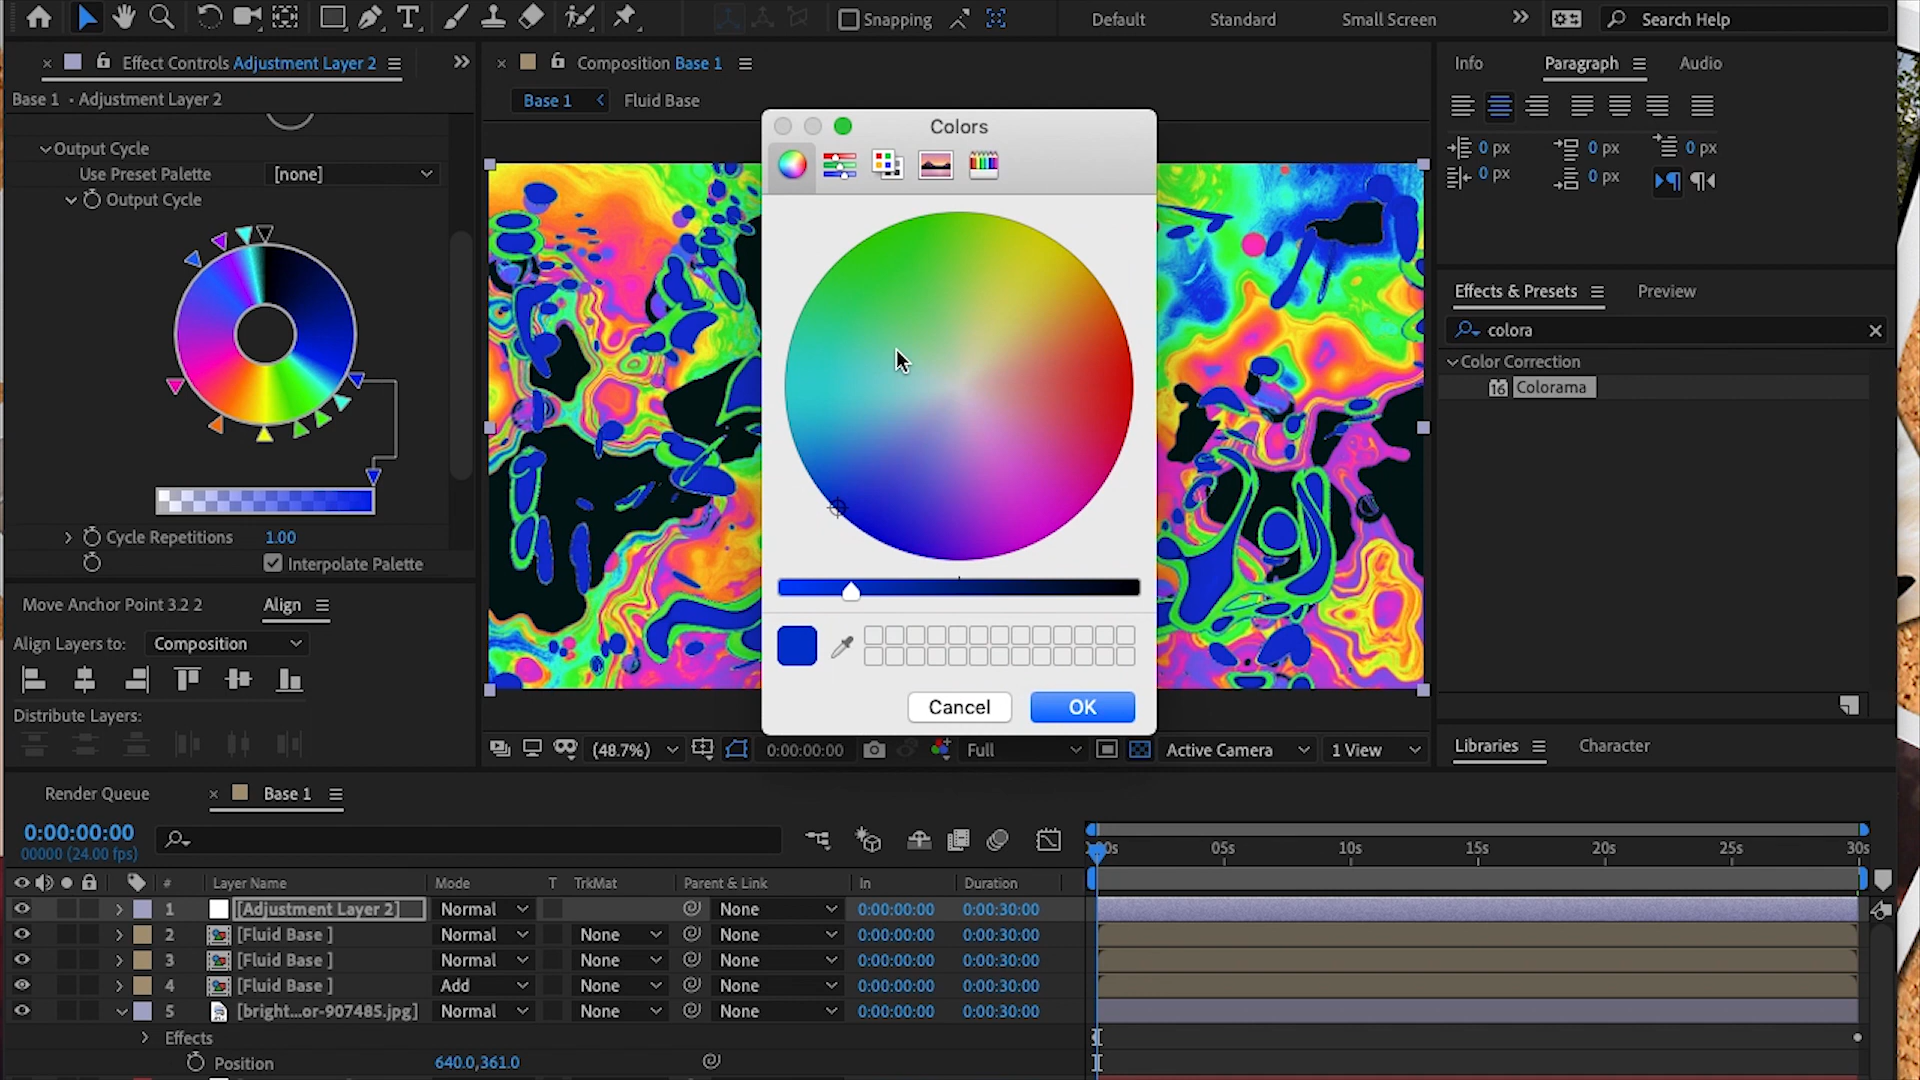 Snapping
Default
Standard
Small Screen
Search Help
Effect Controls Adjustment Layer 2
Composition Base 1
Info
Paragraph
Audio
Base 1 • Adjustment Layer 2
Base 1
Fluid Base
Colors
Output Cycle
Use Preset Palette
[none]
Output Cycle
0 px
0 px
0 px
0 px
0 px
Effects & Presets
Preview
colora
Color Correction
16
Colorama
Cycle Repetitions
1.00
Interpolate Palette
Move Anchor Point 3.2 2
Align
Align Layers to:
Composition
Distribute Layers:
Cancel
OK
(48.7%)
0:00:00:00
Full
Active Camera
1 View
Libraries
Character
Render Queue
Base 1
0:00:00:00
00000 (24.00 fps)
05s
10s
15s
20s
25s
30s
#
Layer Name
Mode
T
TrkMat
Parent & Link
In
Duration
1
[Adjustment Layer 2]
Normal
None
0:00:00:00
0:00:30:00
2
[Fluid Base ]
Normal
None
None
0:00:00:00
0:00:30:00
3
[Fluid Base ]
Normal
None
None
0:00:00:00
0:00:30:00
4
[Fluid Base ]
Add
None
None
0:00:00:00
0:00:30:00
5
[bright...or-907485.jpg]
Normal
None
None
0:00:00:00
0:00:30:00
Effects
Position
640.0,361.0